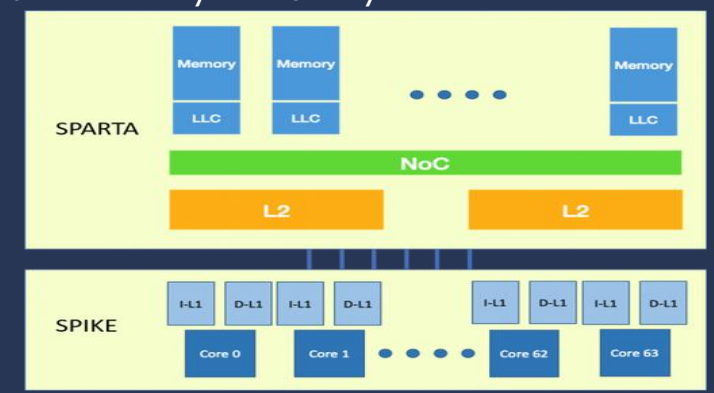 Memory Memory Memory
LLC LLC LLC
SPARTA
NoC
L2 L2
I-L1 D-L1 I-L1 D-L1 I-L1 D-L1 I-L1 D-L1
SPIKE
Core 0 Core 1 Core 62 Core 63